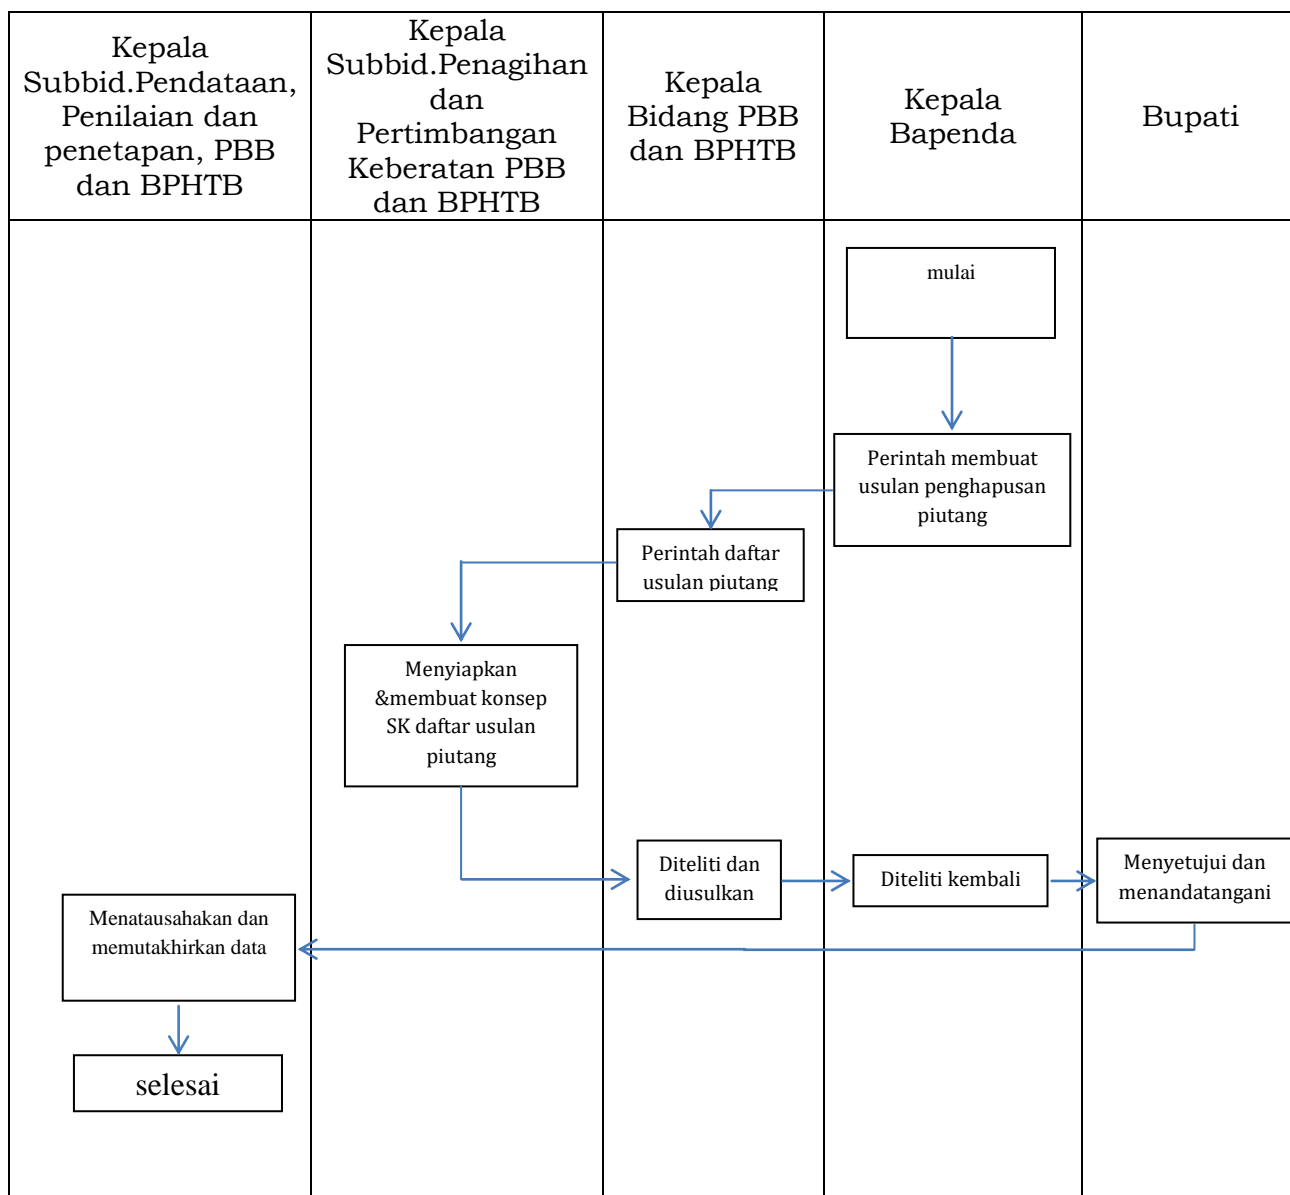 Kepala
Subbid.Pendataan,
Penilaian dan
penetapan, PBB
dan BPHTB
Kepala
Subbid.Penagihan
dan
Pertimbangan
Keberatan PBB
dan BPHTB
Kepala
Bidang PBB
dan BPHTB
Kepala
Bapenda
Bupati
mulai
Perintah membuat
usulan penghapusan
piutang
Perintah daftar
usulan piutang
Menyiapkan
&membuat konsep
SK daftar usulan
piutang
Diteliti dan
diusulkan
Diteliti kembali
Menyetujui dan
menandatangani
Menatausahakan dan
memutakhirkan data
selesai